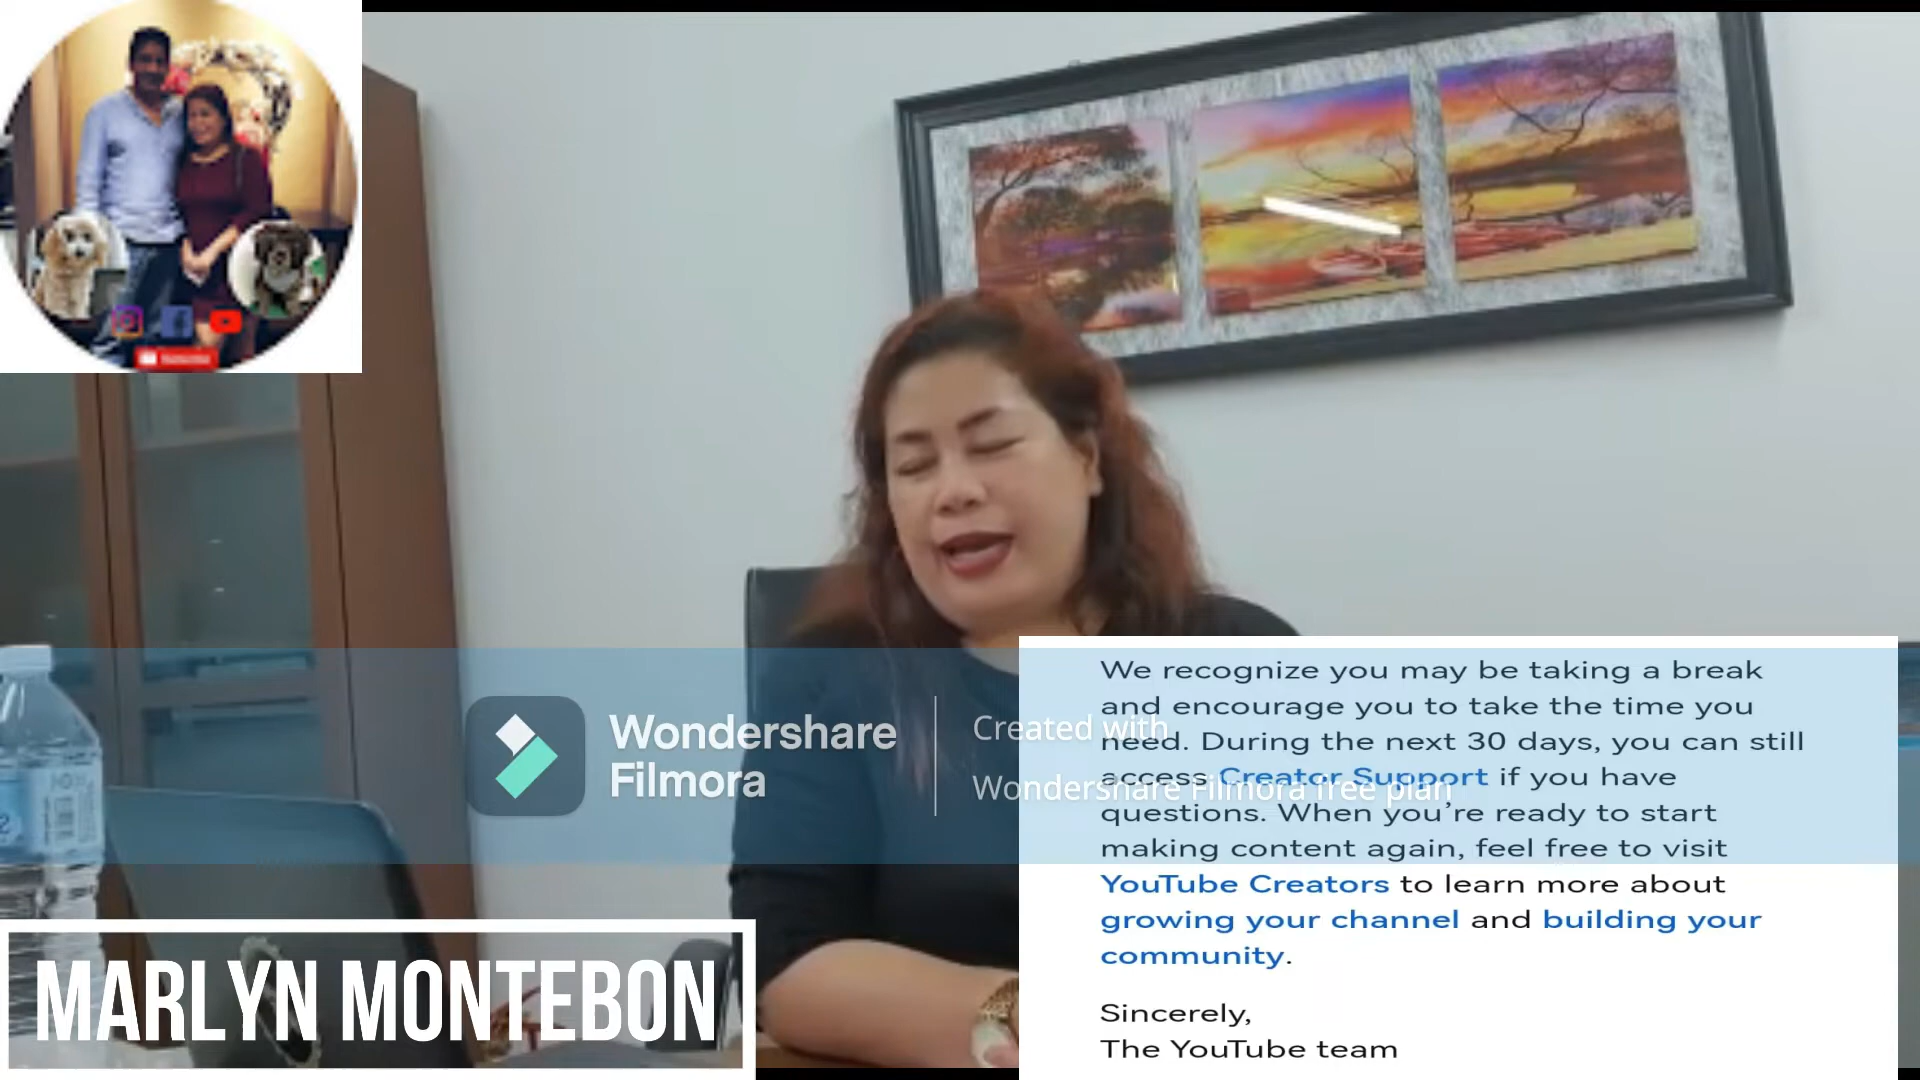 We recognize you may be taking a break
and encourage you to take the time you
need. During the next 30 days, you can still
access Creator Support if you have
questions. When you're ready to start
making content again, feel free to visit
YouTube Creators to learn more about
growing your channel and building your
community.
Sincerely,
The YouTube team
Wondershare
Filmora
Created with
Wondershare Filmora free plan
MARLYN MONTEBON